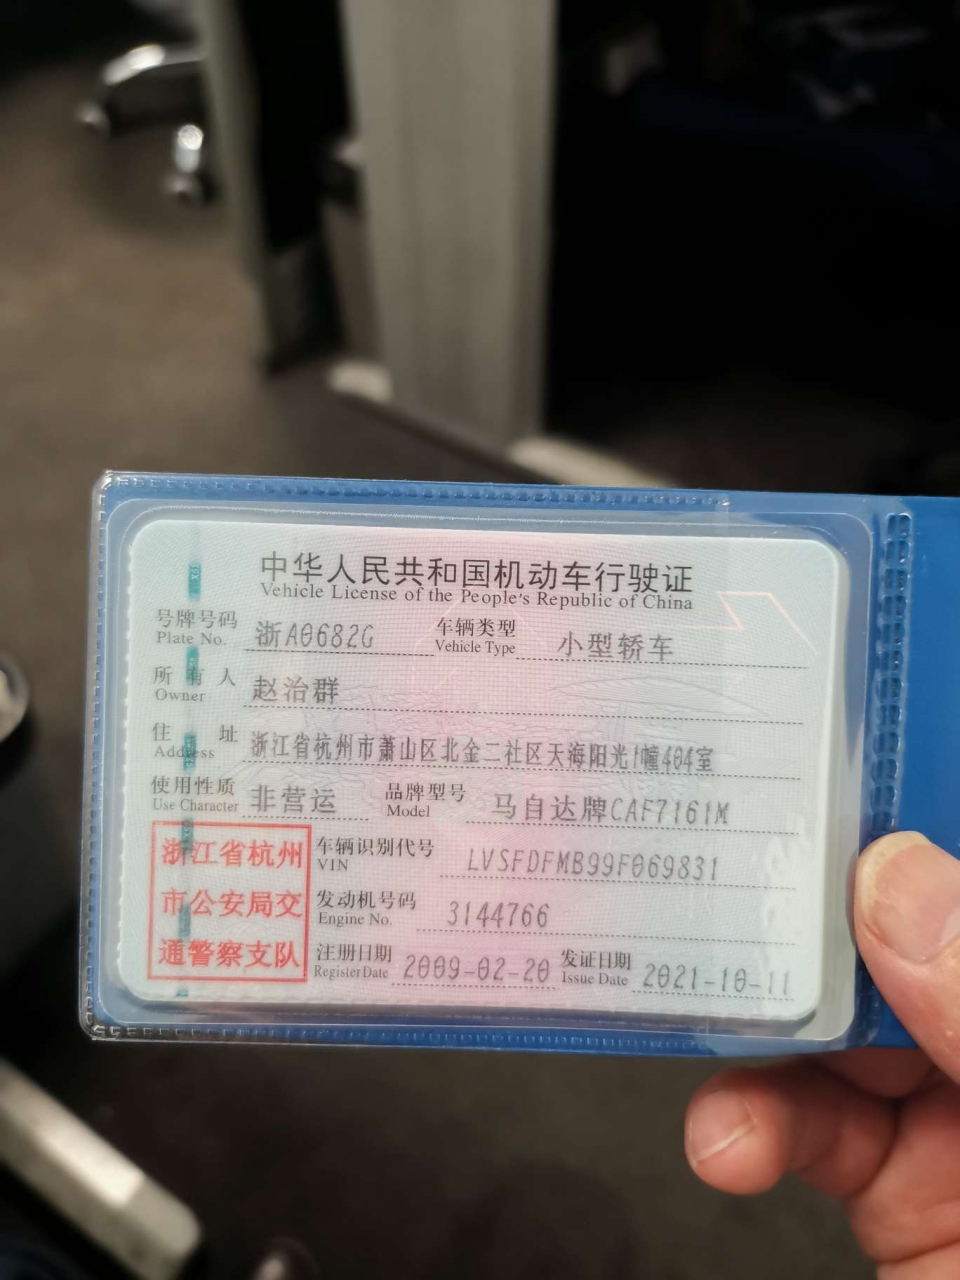 中华人民共和国机动车行驶证
Vehicle License of the People's Republic of China
号牌号码 Plate No. 浙A0682G 车辆类型 Vehicle Type 小型轿车
所有人 Owner 赵治群
住址 Address 浙江省杭州市萧山区北金二社区天海阳光1幢404室
使用性质 Use Character 非营运 品牌型号 Model 马自达牌CAF7161M
浙江省杭州
市公安局交
通警察支队
车辆识别代号 VIN LVSFDFMB99F069831
发动机号码 Engine No. 3144766
注册日期 Register Date 2009-02-20 发证日期 Issue Date 2021-10-11